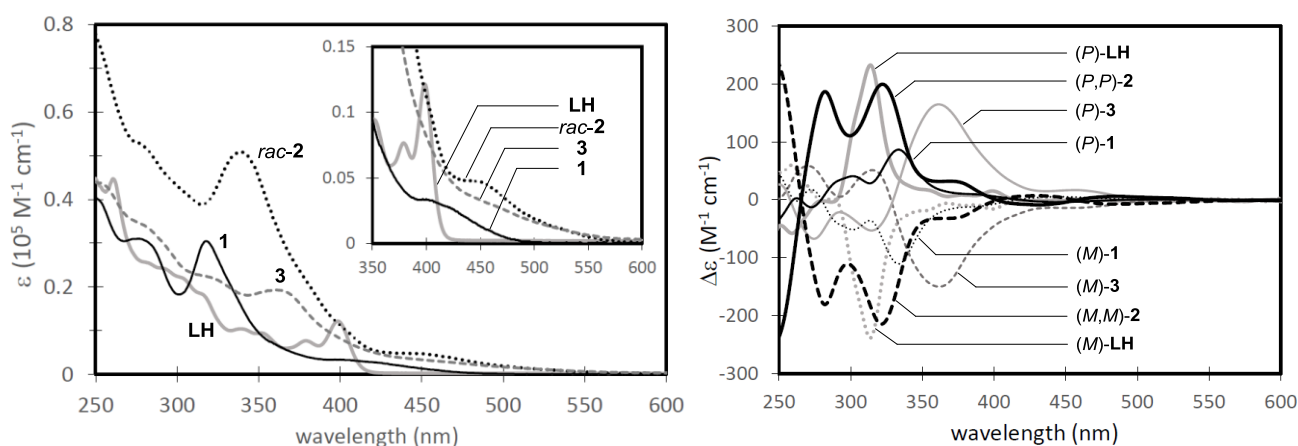 0.8
0.6
0.4
0.2
0
ε (10⁵ M⁻¹ cm⁻¹)
250 300 350 400 450 500 550 600
wavelength (nm)
rac-2
1
3
LH
0.15
0.1
0.05
0
350 400 450 500 550 600
LH
rac-2
3
1
300
200
100
0
-100
-200
-300
Δε (M⁻¹ cm⁻¹)
250 300 350 400 450 500 550 600
wavelength (nm)
(P)-LH
(P,P)-2
(P)-3
(P)-1
(M)-1
(M)-3
(M,M)-2
(M)-LH